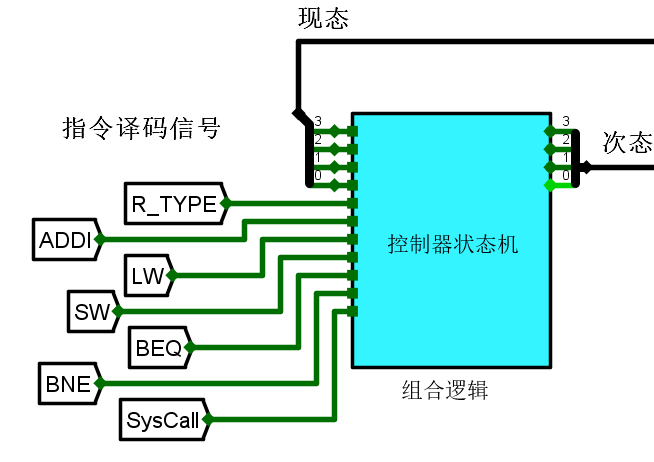 现态
指令译码信号
3
2
1
0
3
2
1
0
次态
R_TYPE
ADDI
LW
SW
BEQ
BNE
SysCall
控制器状态机
组合逻辑